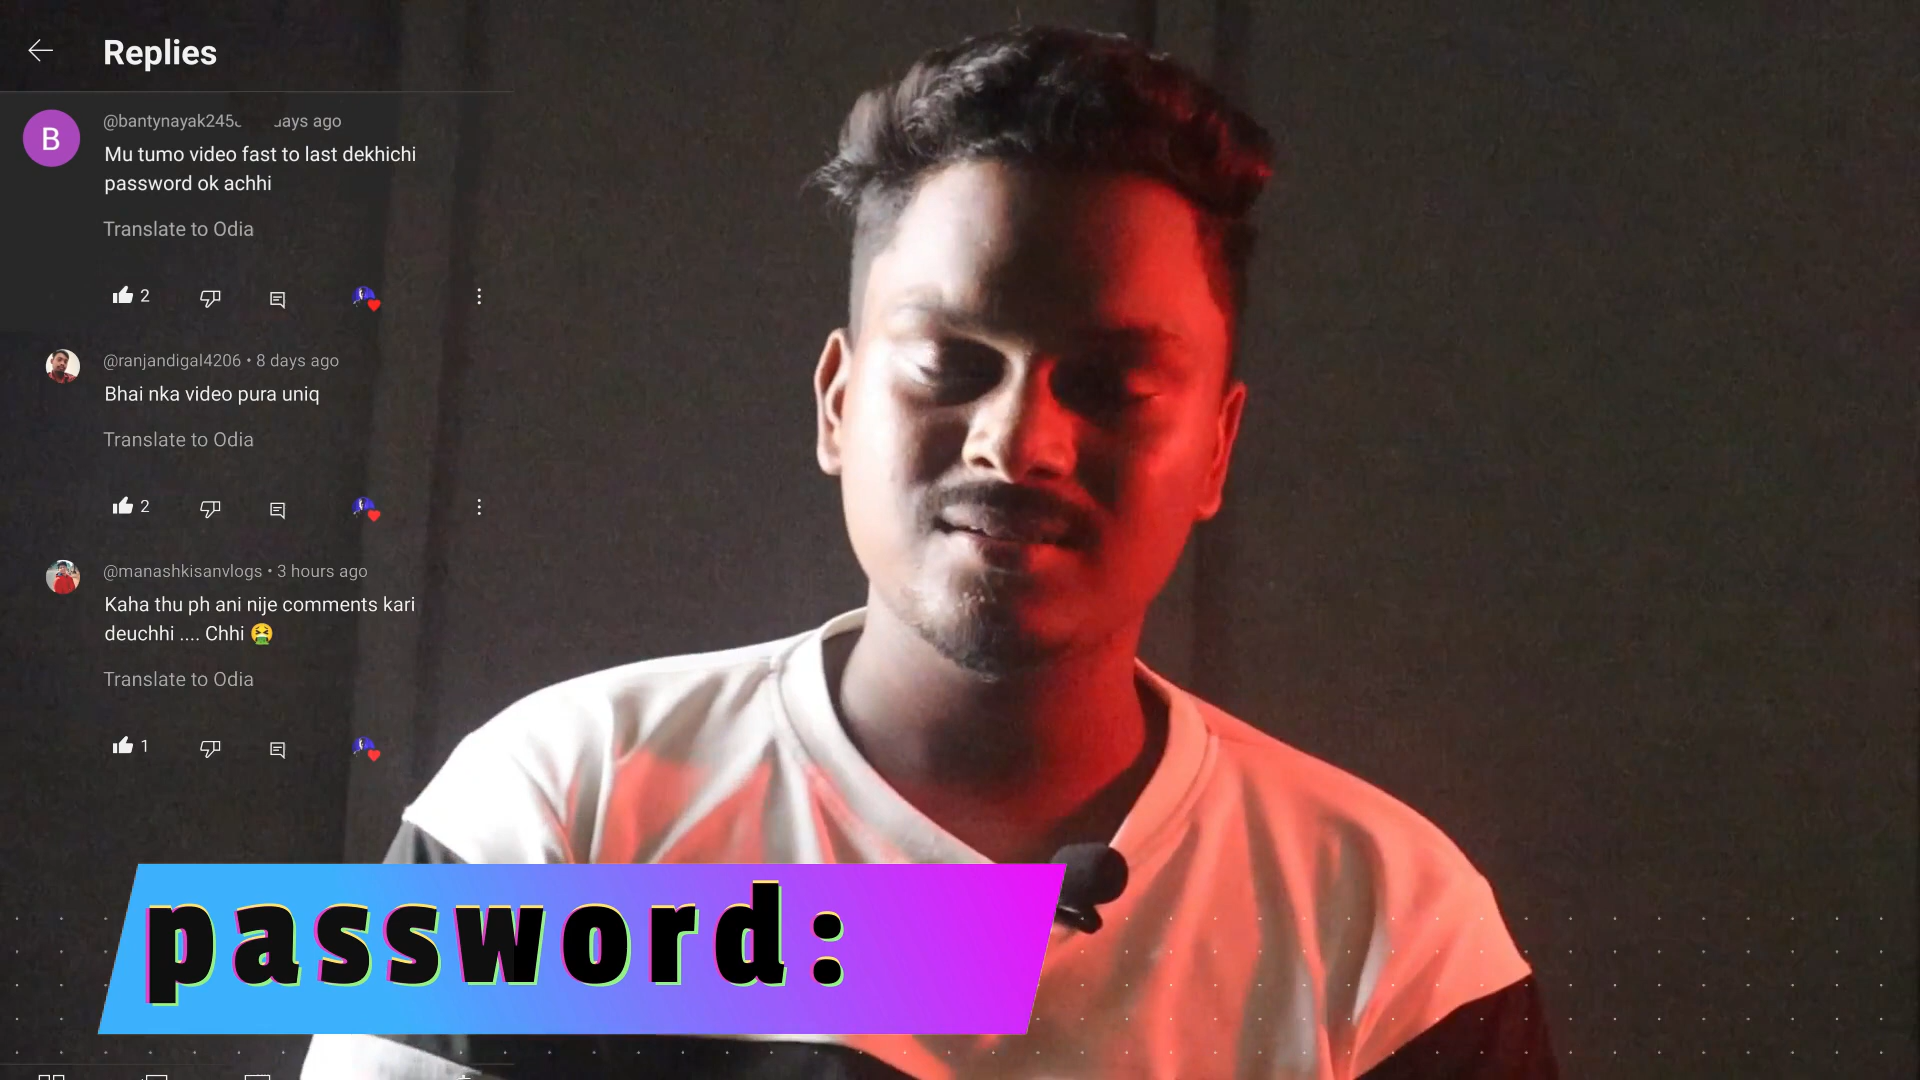 Replies
@bantynayak245 days ago
Mu tumo video fast to last dekhichi
password ok achhi
Translate to Odia
2
@ranjandigal4206 • 8 days ago
Bhai nka video pura uniq
Translate to Odia
2
@manashkisanvlogs • 3 hours ago
Kaha thu ph ani nije comments kari
deuchhi .... Chhi 🤮
Translate to Odia
1
B
password: